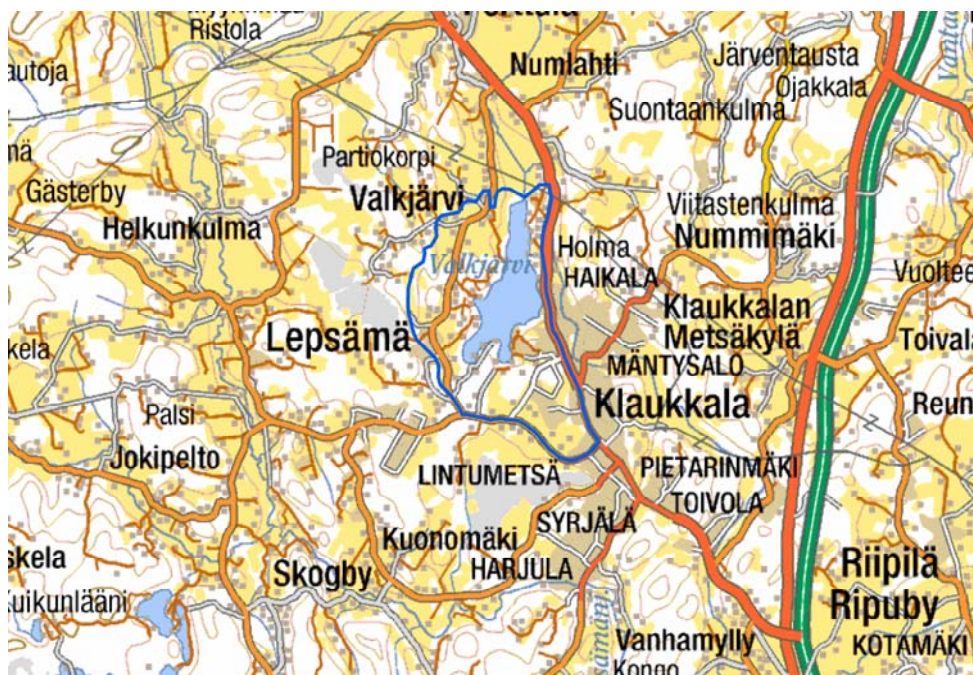 Ristola
Numlahti
Järventausta
Ojakkala
Suontaankulma
Partiokorpi
Gästerby
Valkjärvi
Helkunkulma
Viitastenkulma
Nummimäki
Holma
HAIKALA
Valkjärvi
Klaukkalan
Metsäkylä
Lepsämä
MÄNTYSALO
Klaukkala
Palsi
Jokipelto
LINTUMETSÄ
PIETARINMÄKI
TOIVOLA
SYRJÄLÄ
Kuonomäki
HARJULA
Skogby
Riipilä
Ripuby
Vanhamylly
KOTAMÄKI